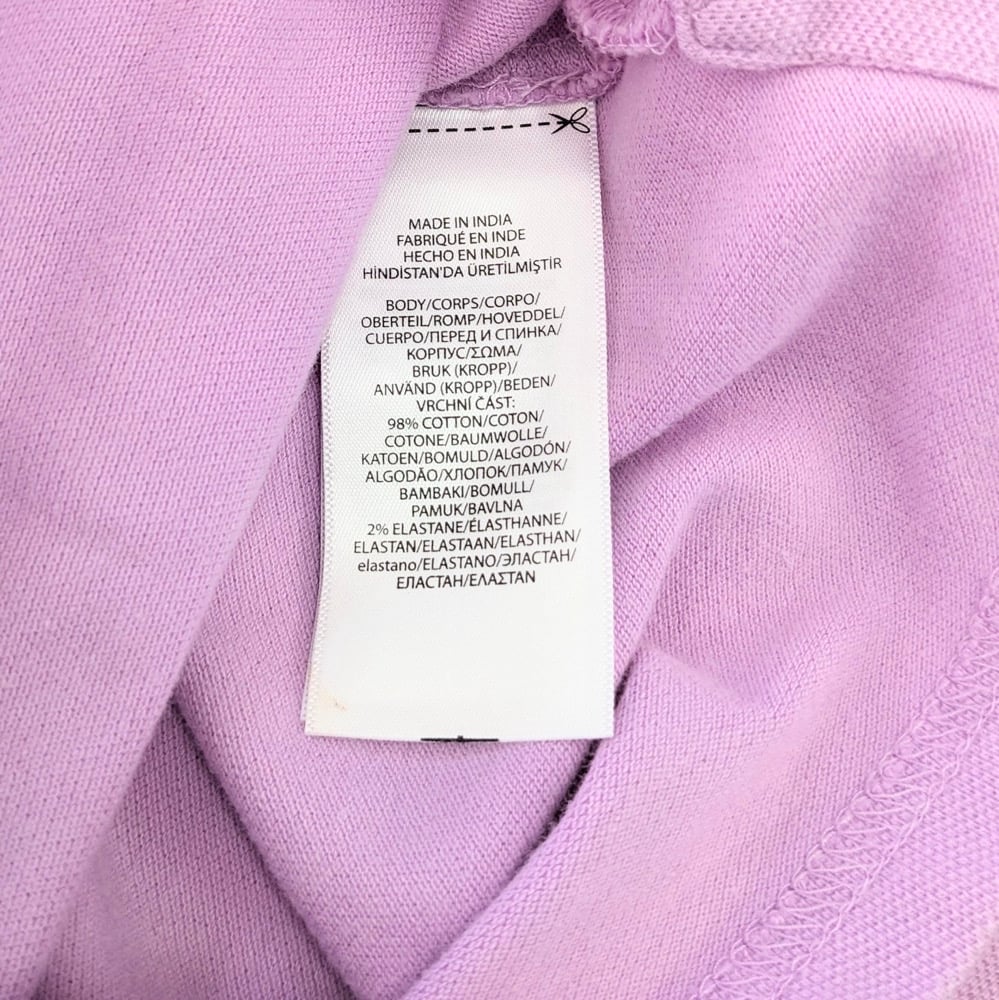 MADE IN INDIA
FABRIQUÉ EN INDE
HECHO EN INDIA
HİNDİSTAN'DA ÜRETİLMİŞTİR
BODY/CORPS/CORPO/
OBERTEIL/ROMP/HOVEDDEL/
CUERPO/ПЕРЕД И СПИНКА/
КОРПУС/ΣΩΜΑ/
BRUK (KROPP)/
ANVÄND (KROPP)/BEDEN/
VRCHNÍ ČÁST:
98% COTTON/COTON/
COTONE/BAUMWOLLE/
KATOEN/BOMULD/ALGODÓN/
ALGODÃO/ХЛОПОК/ПАМУК/
BAMBAKI/BOMULL/
PAMUK/BAVLNA
2% ELASTANE/ÉLASTHANNE/
ELASTAN/ELASTAAN/ELASTHAN/
elastano/ELASTANO/ЭЛАСТАН/
ЕЛАСТАН/ΕΛΑΣΤΑΝ